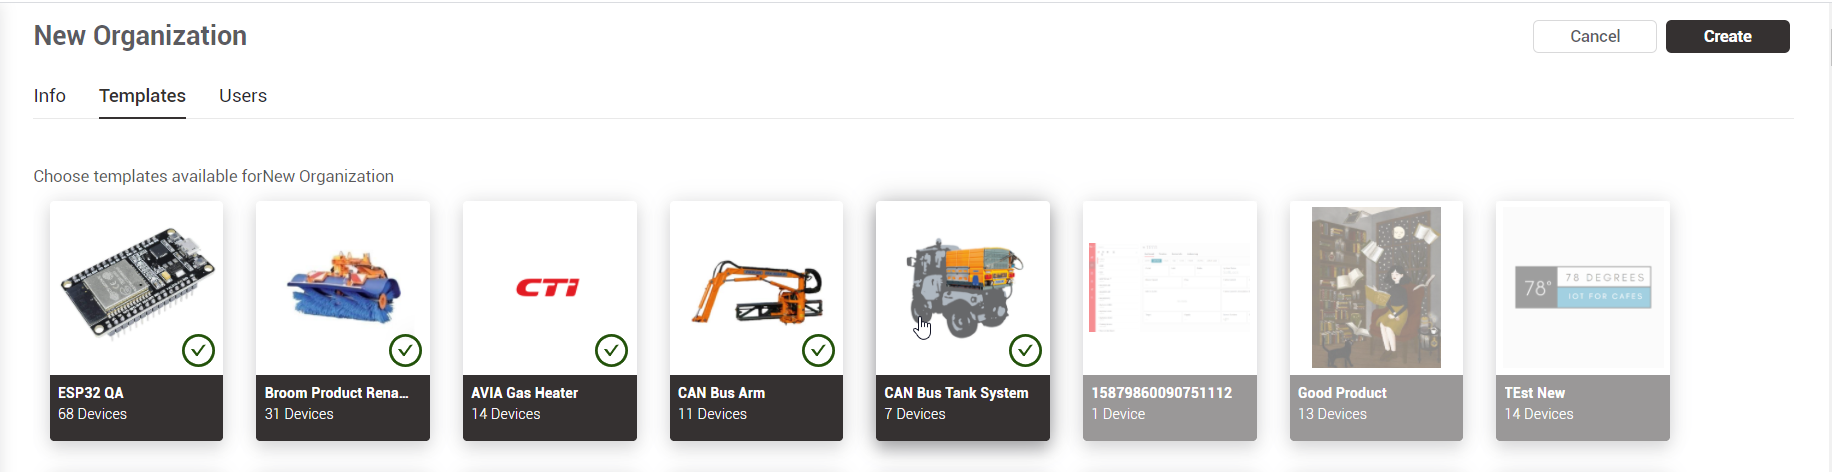 New Organization
Cancel
Create
Info
Templates
Users
Choose templates available forNew Organization
CTi
78°
78 DEGREES
IOT FOR CAFES
ESP32 QA
68 Devices
Broom Product Rena...
31 Devices
AVIA Gas Heater
14 Devices
CAN Bus Arm
11 Devices
CAN Bus Tank System
7 Devices
15879860090751112
1 Device
Good Product
13 Devices
TEst New
14 Devices